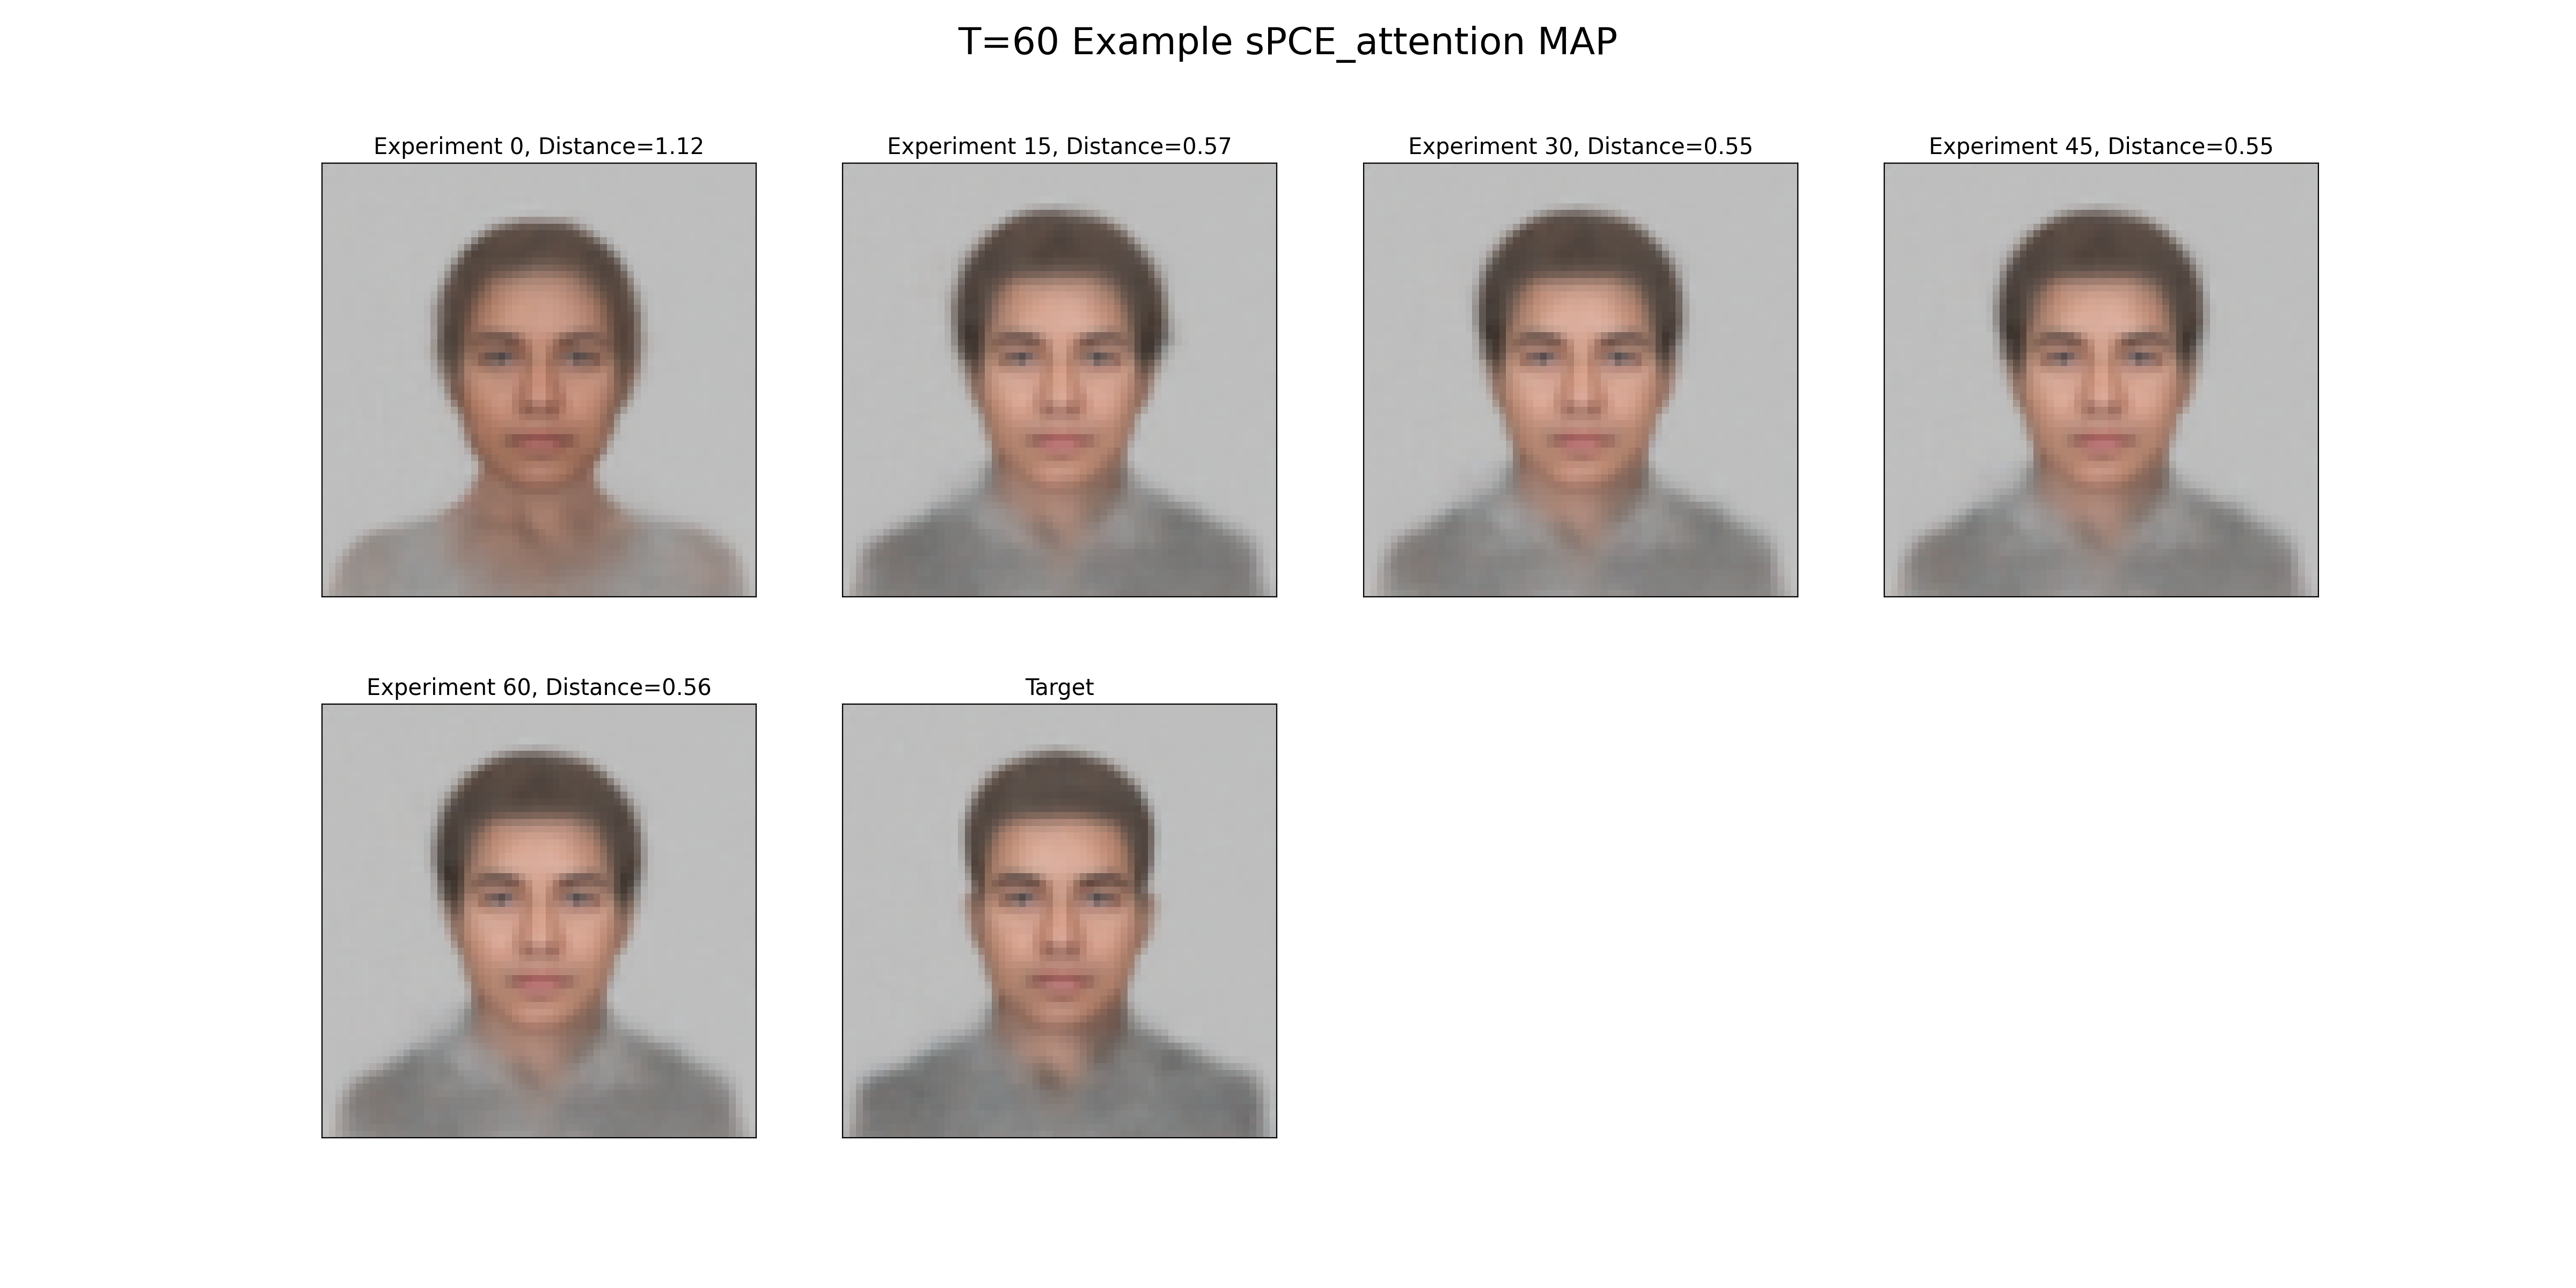 T=60 Example sPCE_attention MAP
Experiment 0, Distance=1.12
Experiment 15, Distance=0.57
Experiment 30, Distance=0.55
Experiment 45, Distance=0.55
Experiment 60, Distance=0.56
Target